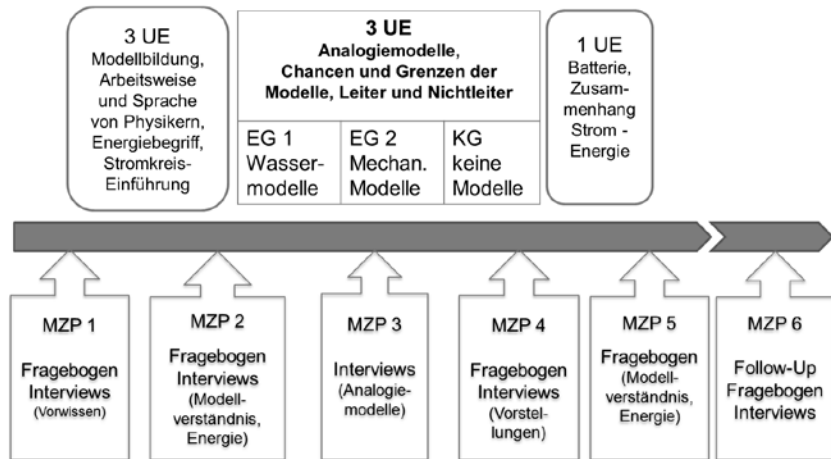 3 UE
Modellbildung,
Arbeitsweise
und Sprache
von Physikern,
Energiebegriff,
Stromkreis-
Einführung
3 UE
Analogiemodelle,
Chancen und Grenzen der
Modelle, Leiter und Nichtleiter
EG 1
Wasser-
modelle
EG 2
Mechan.
Modelle
KG
keine
Modelle
1 UE
Batterie,
Zusam-
menhang
Strom -
Energie
MZP 1
Fragebogen
Interviews
(Vorwissen)
MZP 2
Fragebogen
Interviews
(Modell-
verständnis,
Energie)
MZP 3
Interviews
(Analogie-
modelle)
MZP 4
Fragebogen
Interviews
(Vorstel-
lungen)
MZP 5
Fragebogen
(Modell-
verständnis,
Energie)
MZP 6
Follow-Up
Fragebogen
Interviews